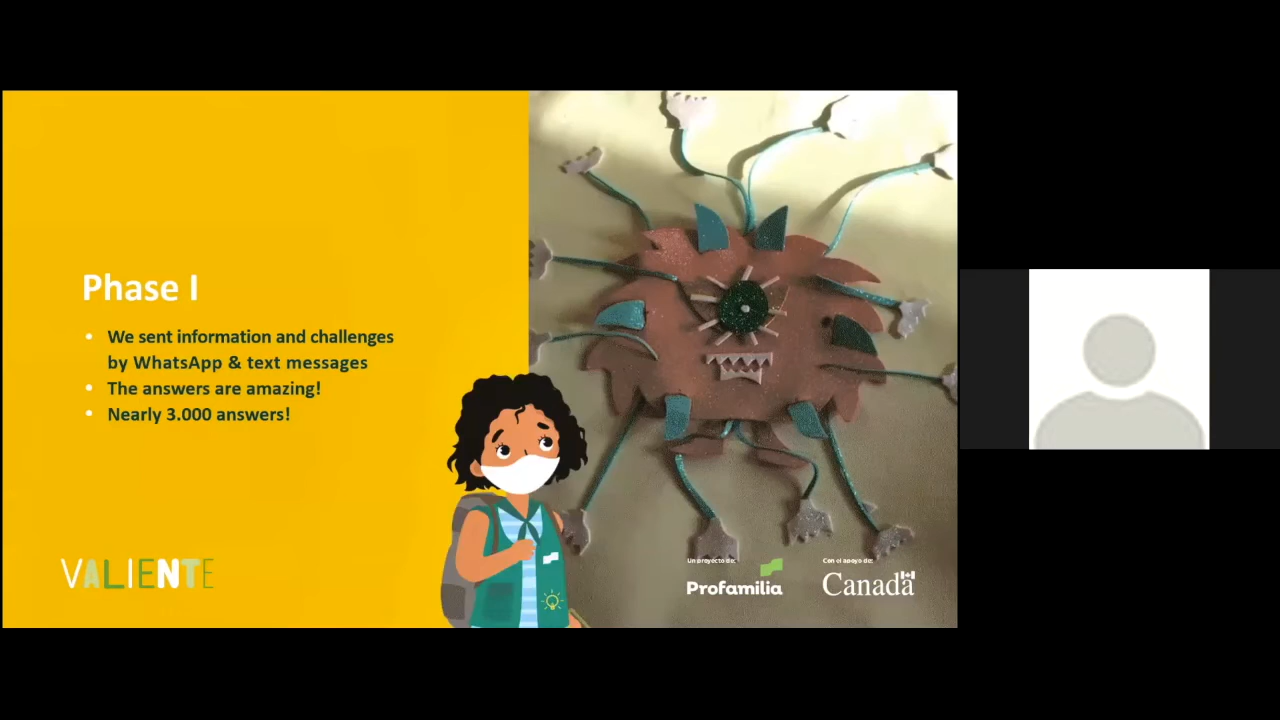 Phase I
We sent information and challenges
by WhatsApp & text messages
The answers are amazing!
Nearly 3.000 answers!
VALIENTE
Un proyecto de:
Profamilia
Con el apoyo de:
Canada